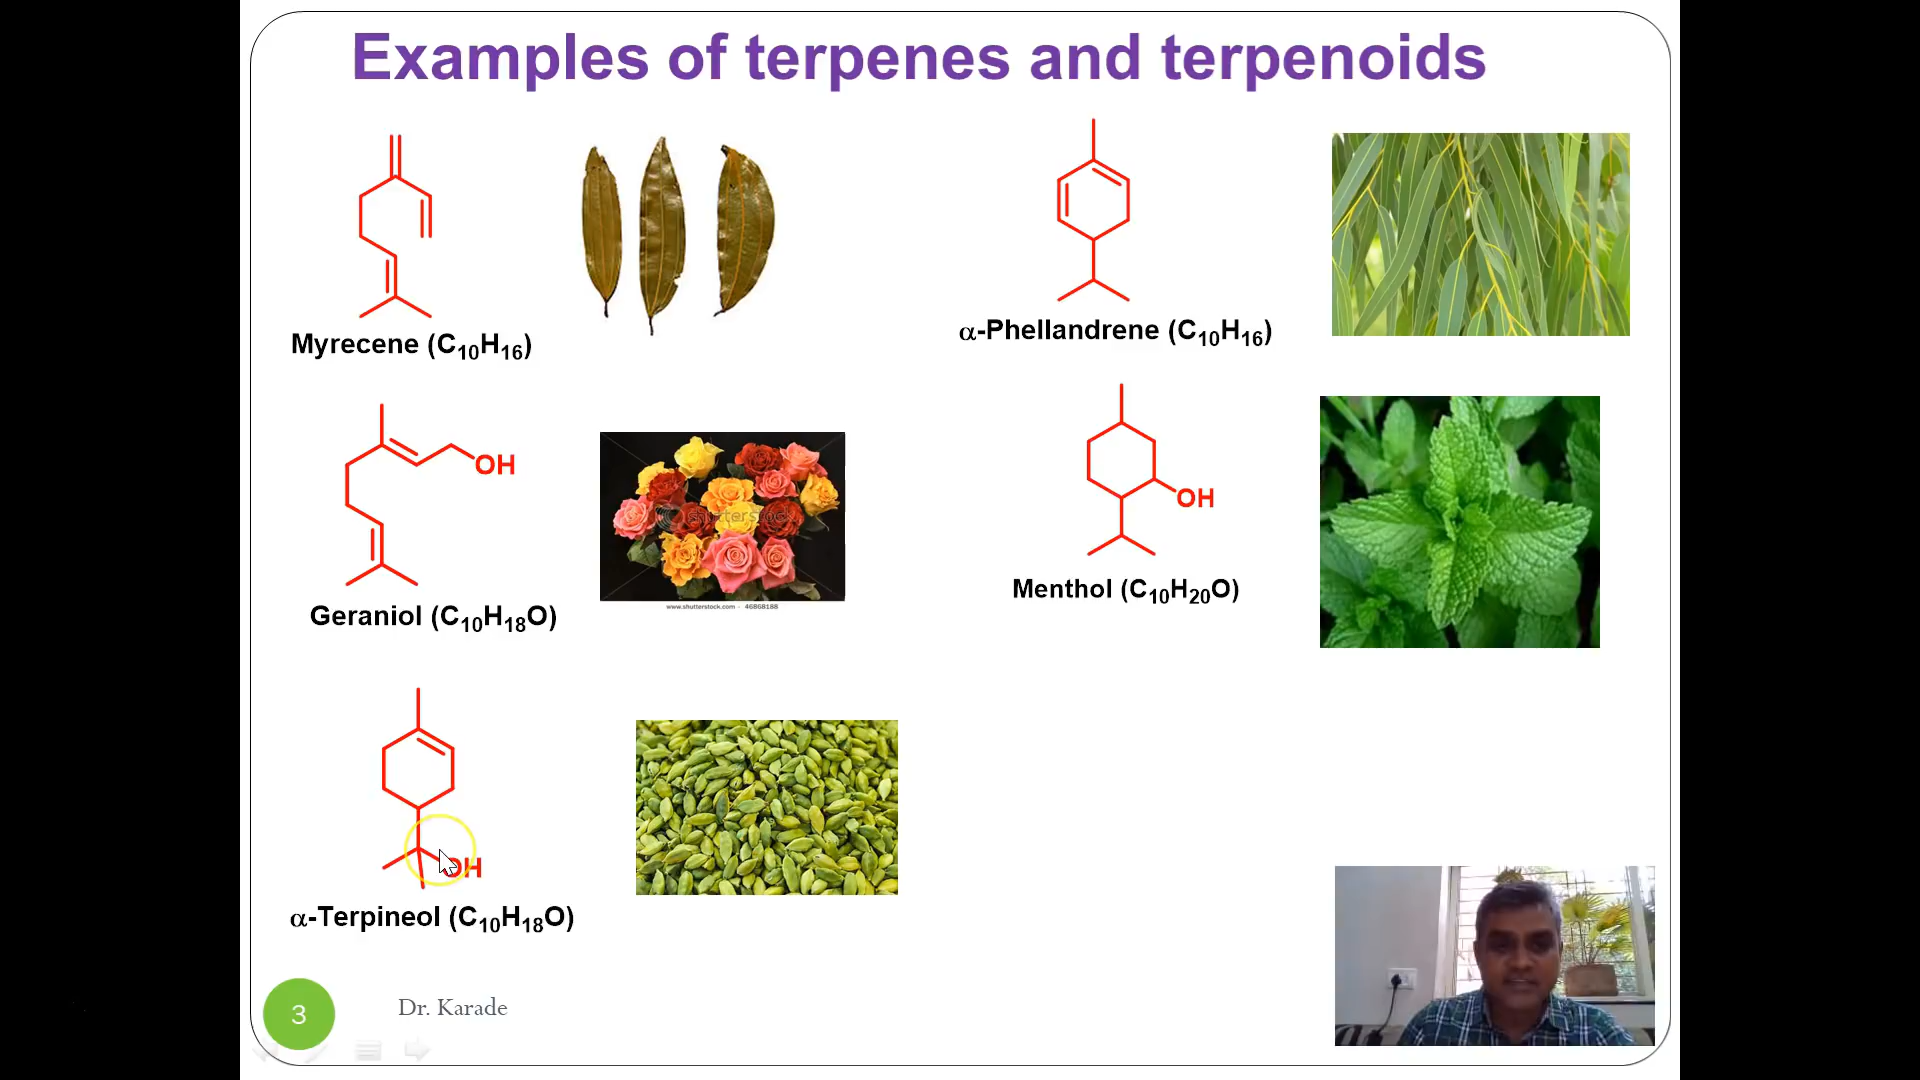 Examples of terpenes and terpenoids
Myrecene (C10H16)
α-Phellandrene (C10H16)
OH
Geraniol (C10H18O)
shutterstock
www.shutterstock.com - 46868188
OH
Menthol (C10H20O)
OH
α-Terpineol (C10H18O)
3
Dr. Karade